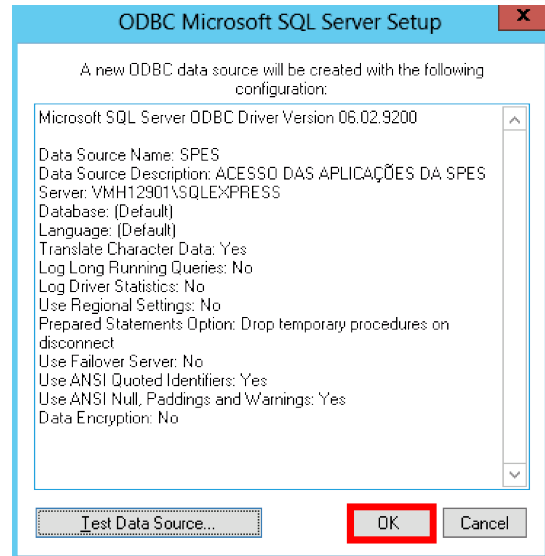 ODBC Microsoft SQL Server Setup
x
A new ODBC data source will be created with the following
configuration:
Microsoft SQL Server ODBC Driver Version 06.02.9200
Data Source Name: SPES
Data Source Description: ACESSO DAS APLICAÇÕES DA SPES
Server: VMH12901\SQLEXPRESS
Database: (Default)
Language: (Default)
Translate Character Data: Yes
Log Long Running Queries: No
Log Driver Statistics: No
Use Regional Settings: No
Prepared Statements Option: Drop temporary procedures on
disconnect
Use Failover Server: No
Use ANSI Quoted Identifiers: Yes
Use ANSI Null, Paddings and Warnings: Yes
Data Encryption: No
Test Data Source...
OK
Cancel